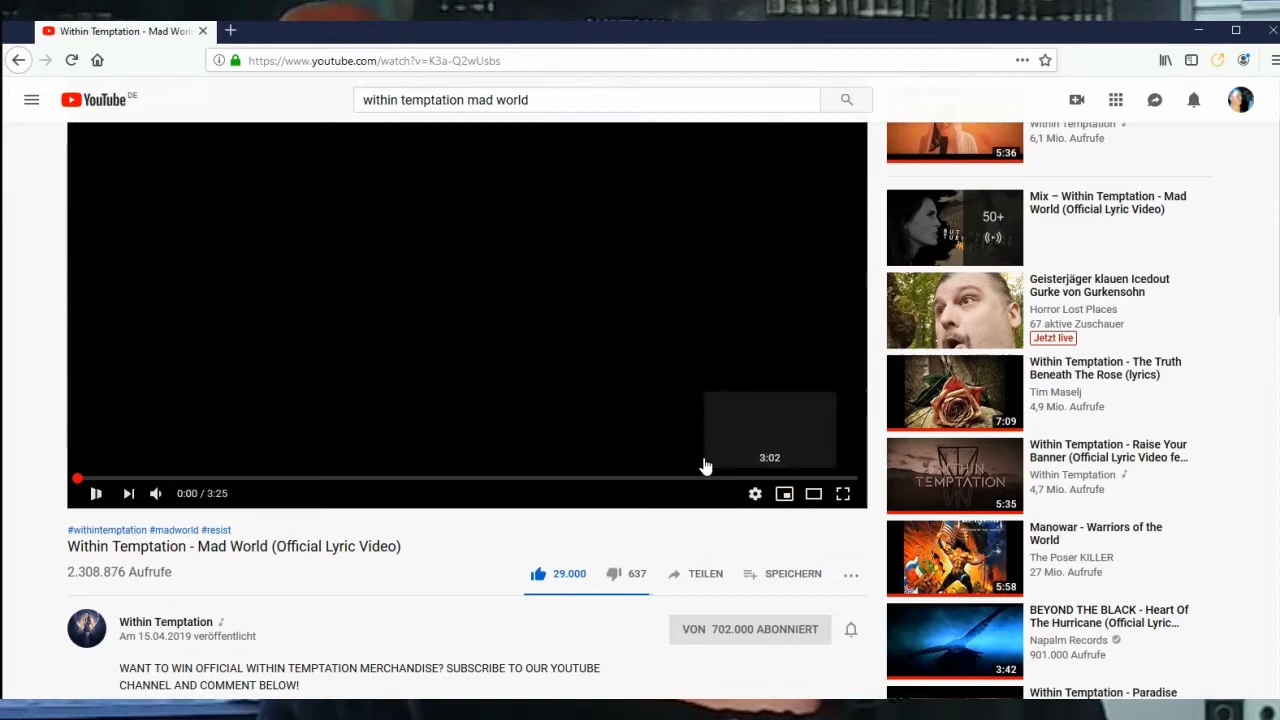 Within Temptation - Mad Worl
https://www.youtube.com/watch?v=K3a-Q2wUsbs
YouTube DE
within temptation mad world
Within Temptation
6,1 Mio. Aufrufe
5:36
Mix – Within Temptation - Mad
World (Official Lyric Video)
50+
Geisterjäger klauen Icedout
Gurke von Gurkensohn
Horror Lost Places
67 aktive Zuschauer
Jetzt live
Within Temptation - The Truth
Beneath The Rose (lyrics)
Tim Maselj
4,9 Mio. Aufrufe
7:09
Within Temptation - Raise Your
Banner (Official Lyric Video fe...
Within Temptation
4,7 Mio. Aufrufe
WITHIN
TEMPTATION
5:35
Manowar - Warriors of the
World
The Poser KILLER
27 Mio. Aufrufe
5:58
BEYOND THE BLACK - Heart Of
The Hurricane (Official Lyric...
Napalm Records
901.000 Aufrufe
3:42
Within Temptation - Paradise
3:02
0:00 / 3:25
#withintemptation #madworld #resist
Within Temptation - Mad World (Official Lyric Video)
2.308.876 Aufrufe
29.000
637
TEILEN
SPEICHERN
Within Temptation
Am 15.04.2019 veröffentlicht
VON 702.000 ABONNIERT
WANT TO WIN OFFICIAL WITHIN TEMPTATION MERCHANDISE? SUBSCRIBE TO OUR YOUTUBE
CHANNEL AND COMMENT BELOW!